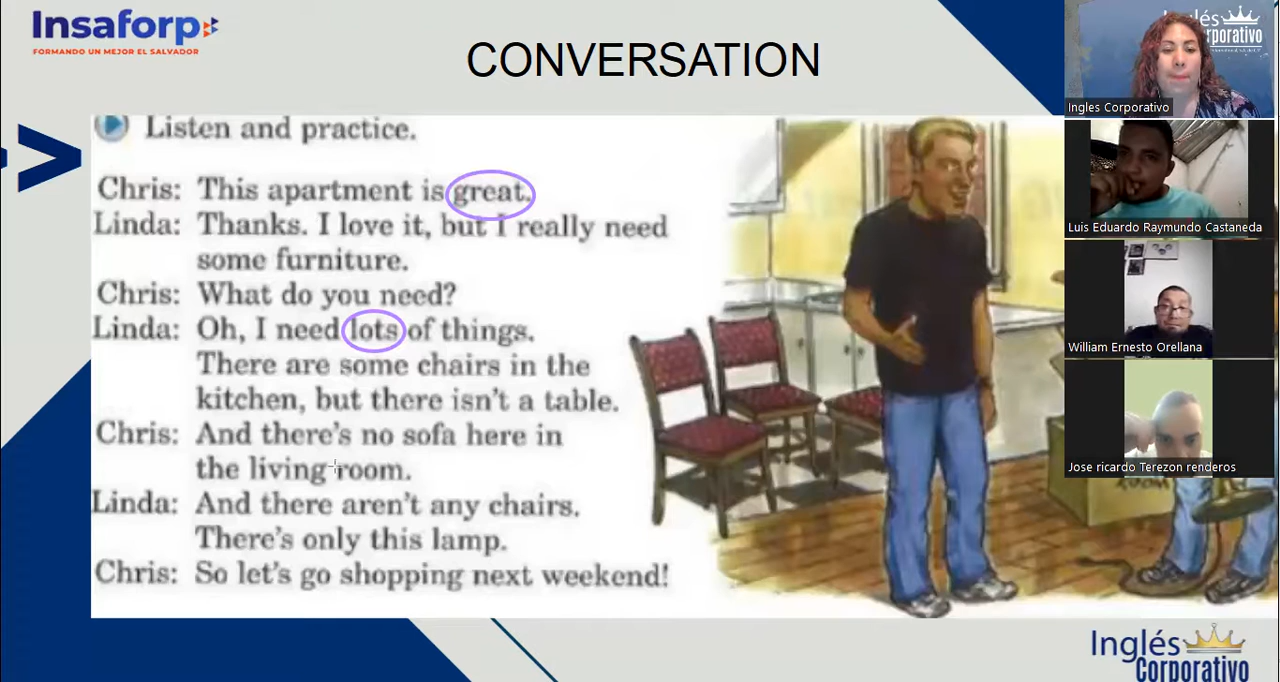 Insaforp
FORMANDO UN MEJOR EL SALVADOR
CONVERSATION
Listen and practice.
Chris: This apartment is great.
Linda: Thanks. I love it, but I really need
some furniture.
Chris: What do you need?
Linda: Oh, I need lots of things.
There are some chairs in the
kitchen, but there isn't a table.
Chris: And there's no sofa here in
the living room.
Linda: And there aren't any chairs.
There's only this lamp.
Chris: So let's go shopping next weekend!
Inglés
Corporativo
Ingles Corporativo
Luis Eduardo Raymundo Castaneda
William Ernesto Orellana
Jose ricardo Terezon renderos
Inglés
Corporativo